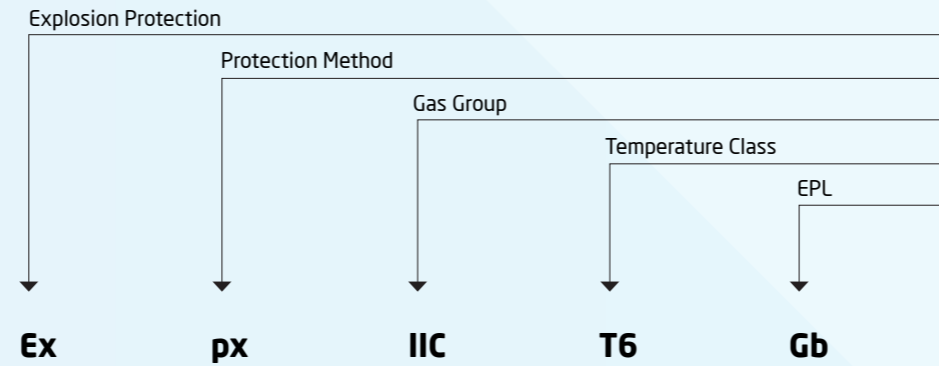 Explosion Protection
Protection Method
Gas Group
Temperature Class
EPL
Ex px IIC T6 Gb